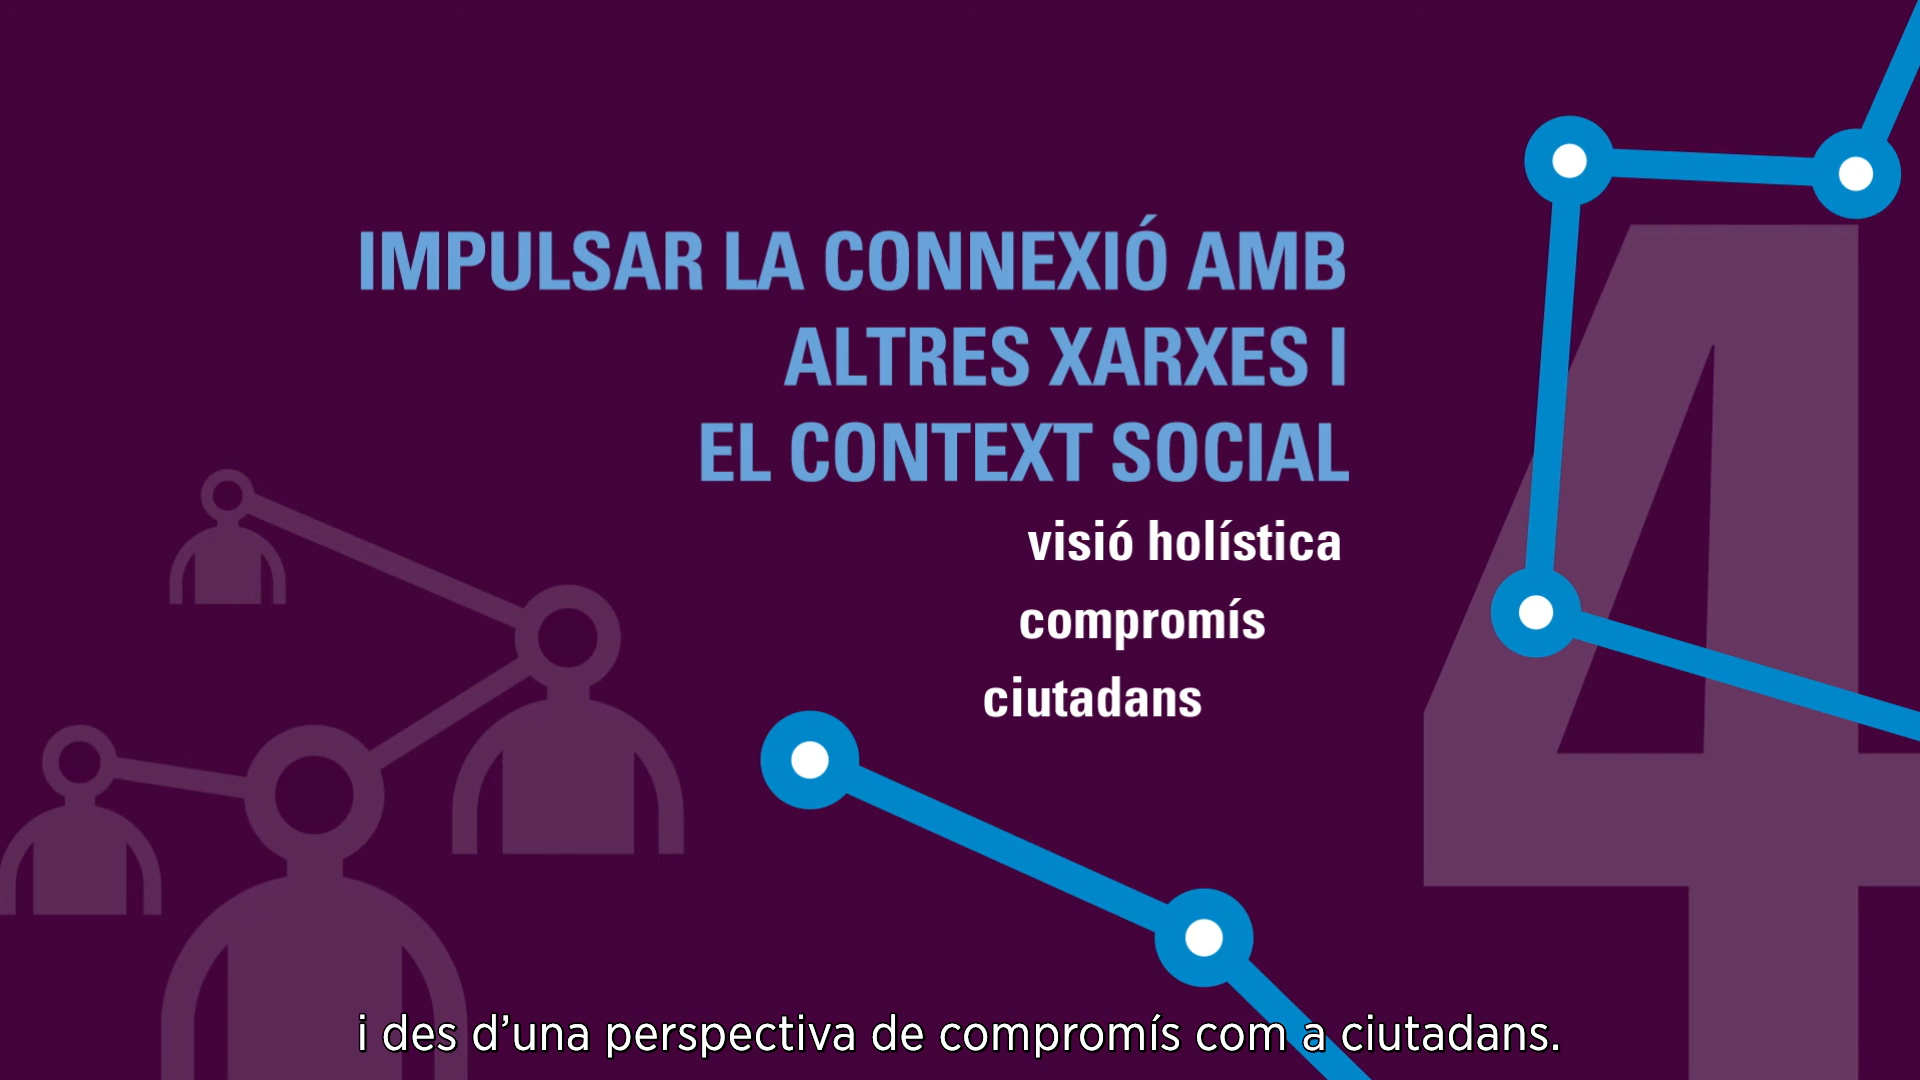 IMPULSAR LA CONNEXIÓ AMB
ALTRES XARXES I
EL CONTEXT SOCIAL
visió holística
compromís
ciutadans
4
i des d’una perspectiva de compromís com a ciutadans.